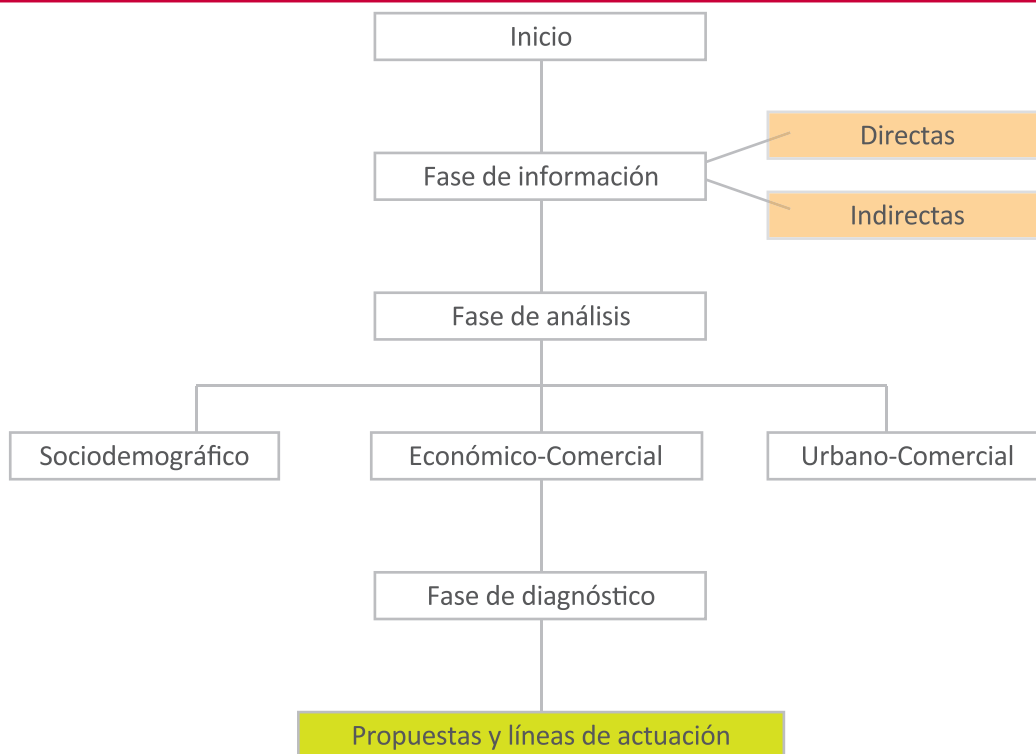 Inicio
Directas
Fase de información
Indirectas
Fase de análisis
Sociodemográfico
Económico-Comercial
Urbano-Comercial
Fase de diagnóstico
Propuestas y líneas de actuación